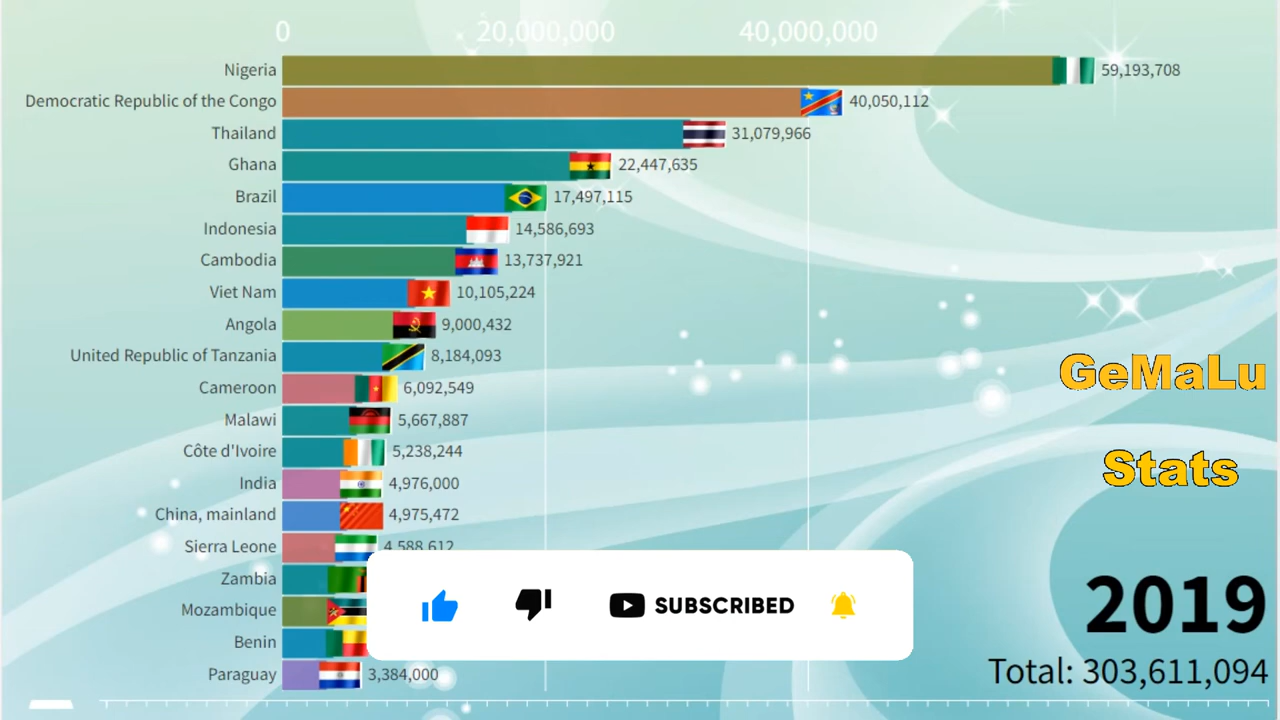 0 20,000,000 40,000,000
Nigeria 59,193,708
Democratic Republic of the Congo 40,050,112
Thailand 31,079,966
Ghana 22,447,635
Brazil 17,497,115
Indonesia 14,586,693
Cambodia 13,737,921
Viet Nam 10,105,224
Angola 9,000,432
United Republic of Tanzania 8,184,093
Cameroon 6,092,549
Malawi 5,667,887
Côte d'Ivoire 5,238,244
India 4,976,000
China, mainland 4,975,472
Sierra Leone 4,588,612
Zambia
Mozambique
Benin
Paraguay 3,384,000
SUBSCRIBED
GeMaLu
Stats
2019
Total: 303,611,094